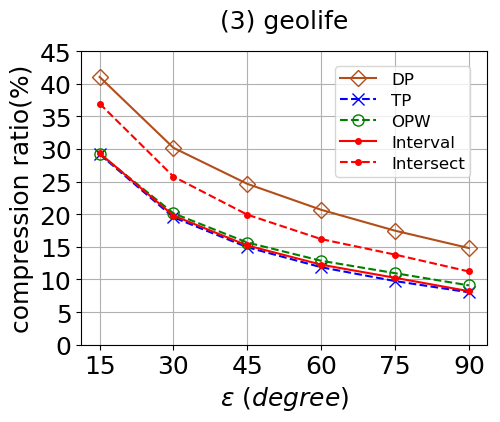 (3) geolife
compression ratio(%)
45
40
35
30
25
20
15
10
5
0
DP
TP
OPW
Interval
Intersect
15 30 45 60 75 90
ε (degree)